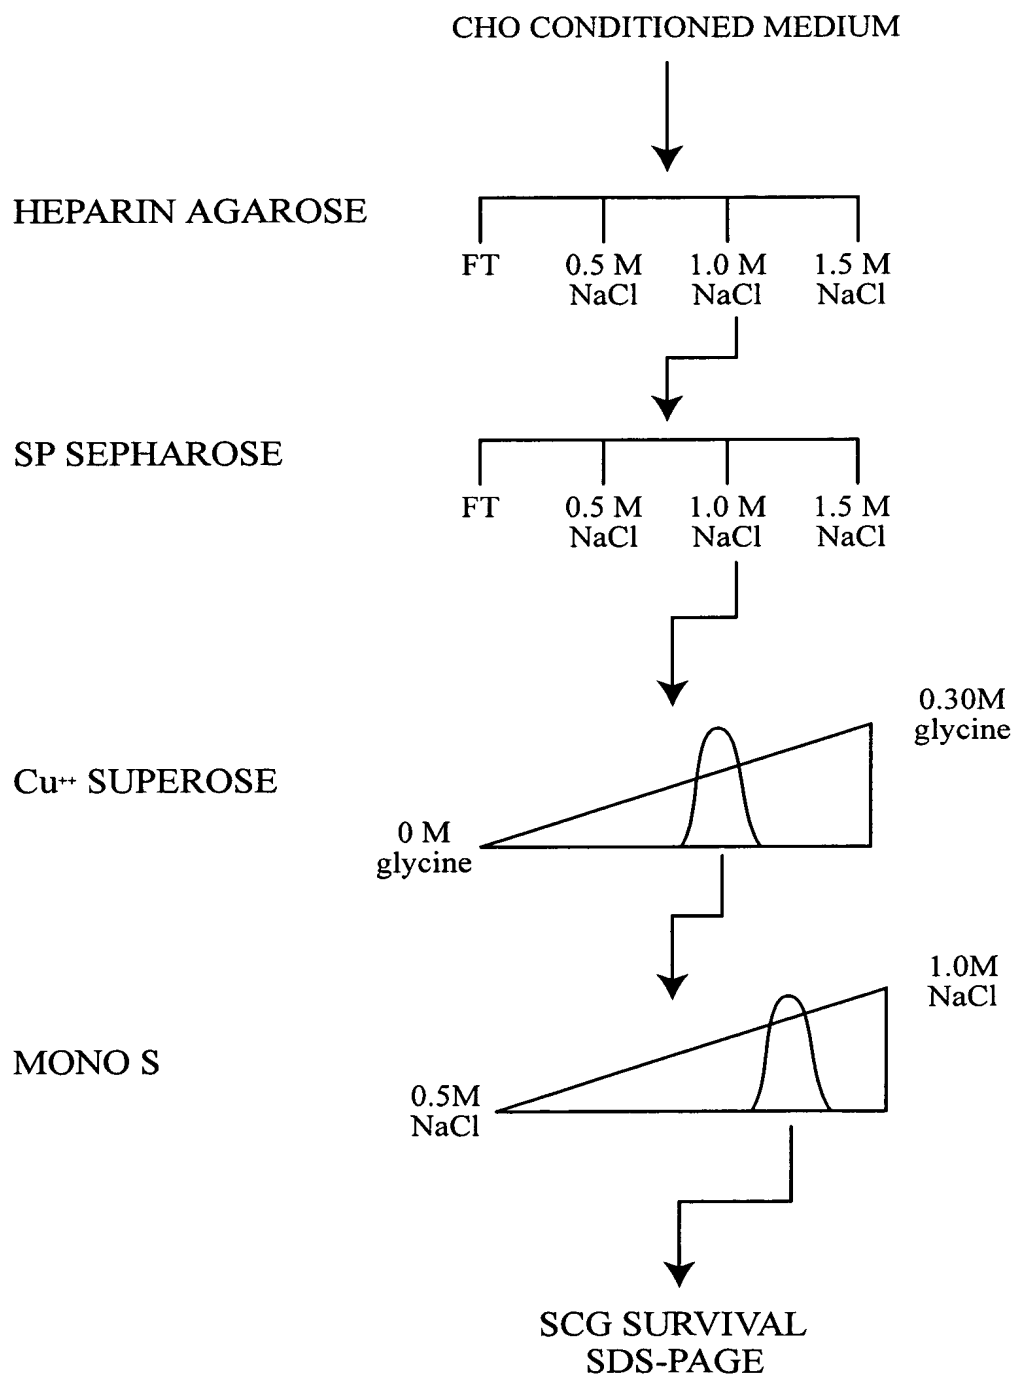 CHO CONDITIONED MEDIUM
HEPARIN AGAROSE
FT
0.5 M
NaCl
1.0 M
NaCl
1.5 M
NaCl
SP SEPHAROSE
FT
0.5 M
NaCl
1.0 M
NaCl
1.5 M
NaCl
0.30M
glycine
Cu⁺⁺ SUPEROSE
0 M
glycine
1.0M
NaCl
MONO S
0.5M
NaCl
SCG SURVIVAL
SDS-PAGE